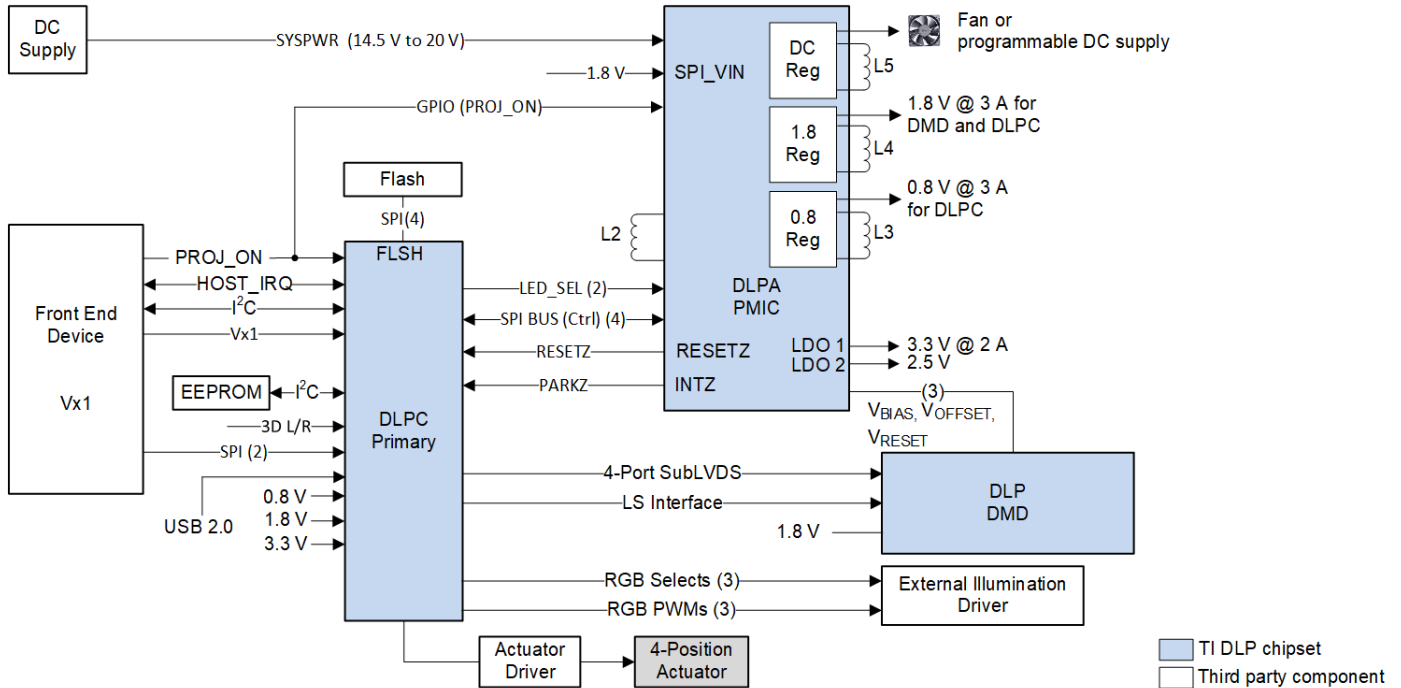 DC
Supply
SYSPWR (14.5 V to 20 V)
1.8 V
SPI_VIN
GPIO (PROJ_ON)
DC
Reg
L5
Fan or
programmable DC supply
1.8
Reg
L4
1.8 V @ 3 A for
DMD and DLPC
0.8
Reg
L3
0.8 V @ 3 A
for DLPC
L2
DLPA
PMIC
LDO 1
3.3 V @ 2 A
LDO 2
2.5 V
RESETZ
INTZ
Flash
SPI(4)
FLSH
Front End
Device
Vx1
PROJ_ON
HOST_IRQ
I²C
Vx1
EEPROM
I²C
3D L/R
SPI (2)
USB 2.0
0.8 V
1.8 V
3.3 V
DLPC
Primary
LED_SEL (2)
SPI BUS (Ctrl) (4)
RESETZ
PARKZ
(3)
VBIAS, VOFFSET,
VRESET
4-Port SubLVDS
LS Interface
1.8 V
DLP
DMD
RGB Selects (3)
RGB PWMs (3)
External Illumination
Driver
Actuator
Driver
4-Position
Actuator
TI DLP chipset
Third party component